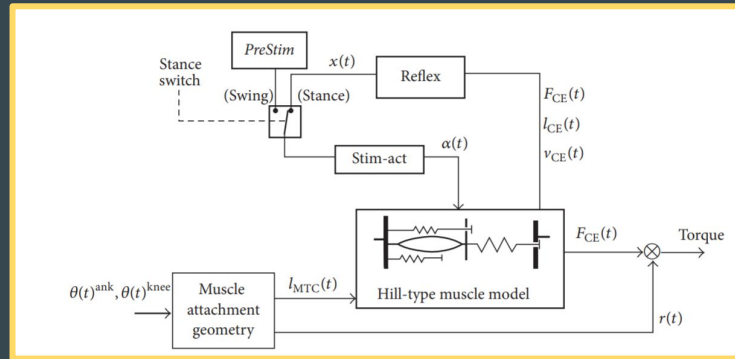 PreStim
x(t)
Reflex
Stance
switch
(Swing)
(Stance)
F_CE(t)
l_CE(t)
v_CE(t)
Stim-act
α(t)
F_CE(t)
Torque
θ(t)^ank, θ(t)^knee
Muscle
attachment
geometry
l_MTC(t)
Hill-type muscle model
r(t)